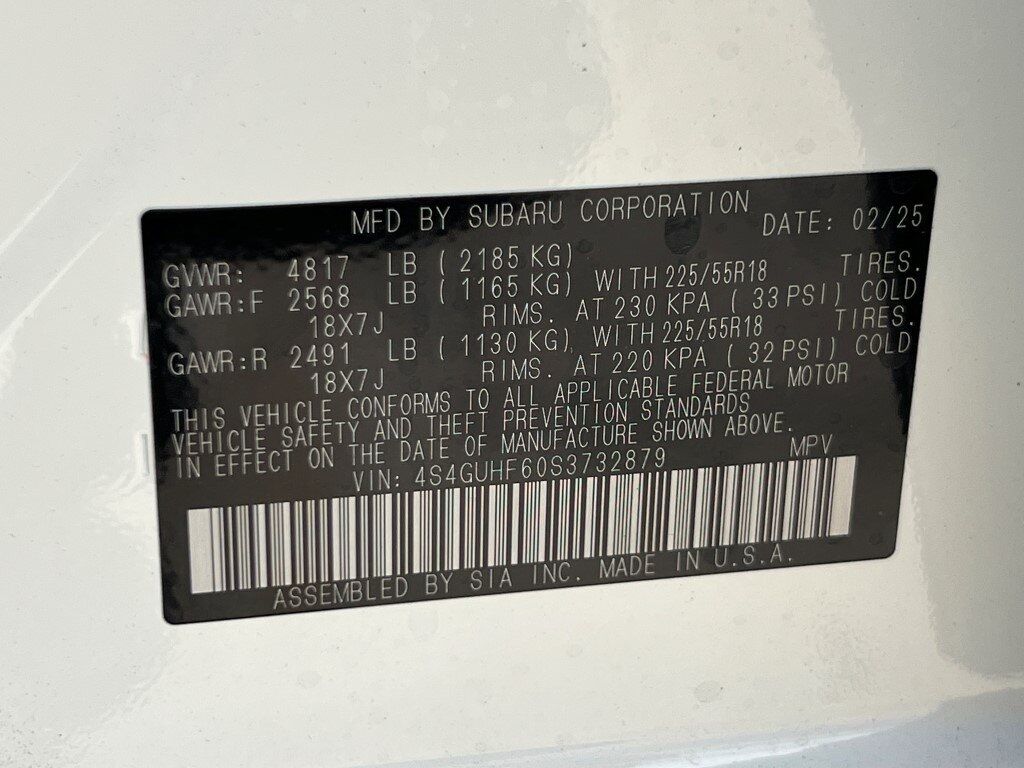 MFD BY SUBARU CORPORATION DATE: 02/25
GVWR: 4817 LB ( 2185 KG)
GAWR:F 2568 LB ( 1165 KG) WITH 225/55R18 TIRES.
18X7J RIMS. AT 230 KPA ( 33 PSI) COLD
GAWR:R 2491 LB ( 1130 KG) WITH 225/55R18 TIRES.
18X7J RIMS. AT 220 KPA ( 32 PSI) COLD
THIS VEHICLE CONFORMS TO ALL APPLICABLE FEDERAL MOTOR
VEHICLE SAFETY AND THEFT PREVENTION STANDARDS
IN EFFECT ON THE DATE OF MANUFACTURE SHOWN ABOVE.
VIN: 4S4GUHF60S3732879 MPV
ASSEMBLED BY SIA INC. MADE IN U.S.A.